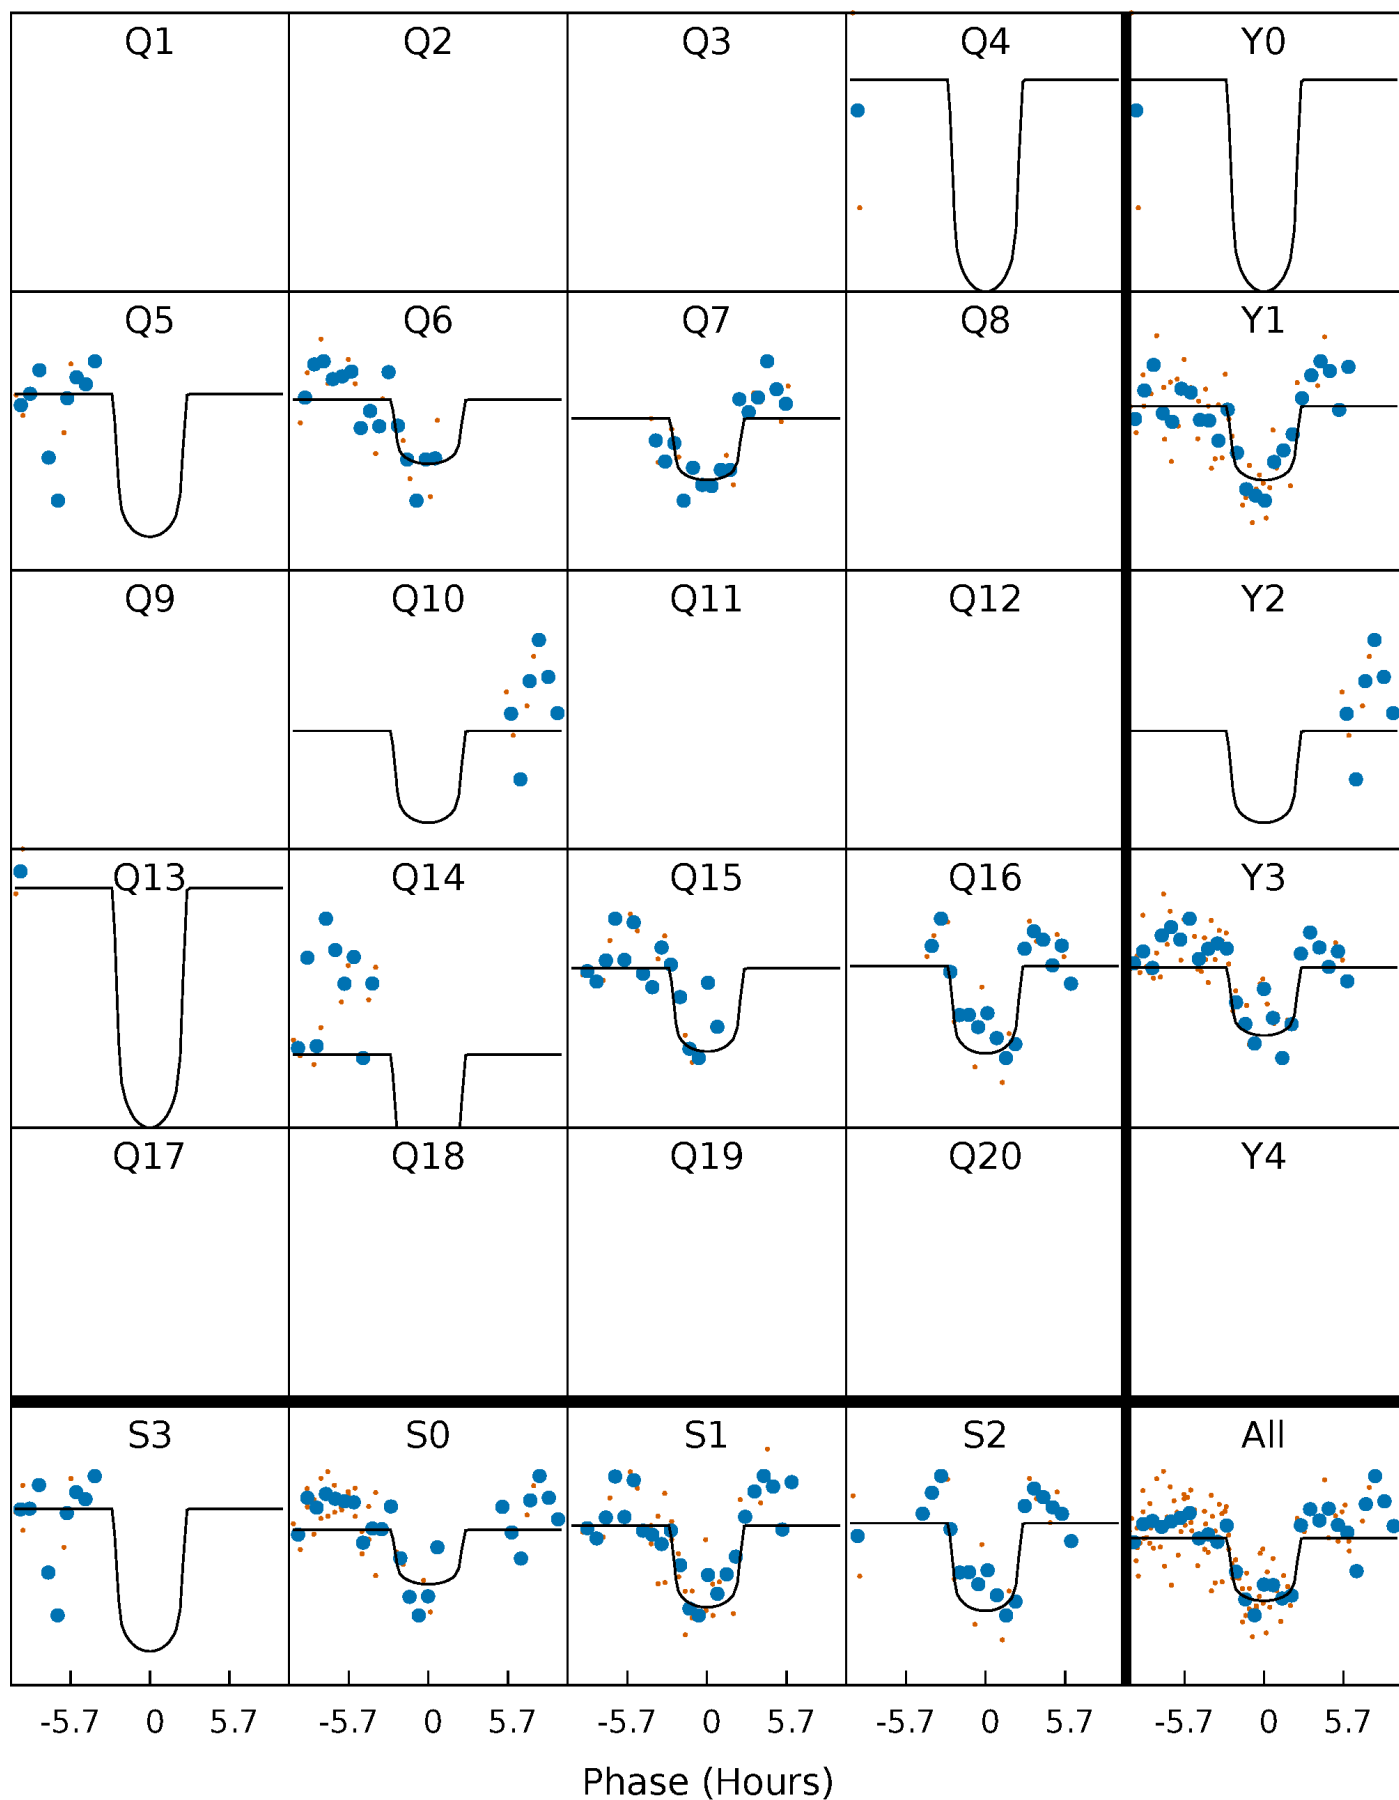 Q1 Q2 Q3 Q4 Y0
Q5 Q6 Q7 Q8 Y1
Q9 Q10 Q11 Q12 Y2
Q13 Q14 Q15 Q16 Y3
Q17 Q18 Q19 Q20 Y4
S3 S0 S1 S2 All
-5.7 0 5.7 -5.7 0 5.7 -5.7 0 5.7 -5.7 0 5.7 -5.7 0 5.7
Phase (Hours)